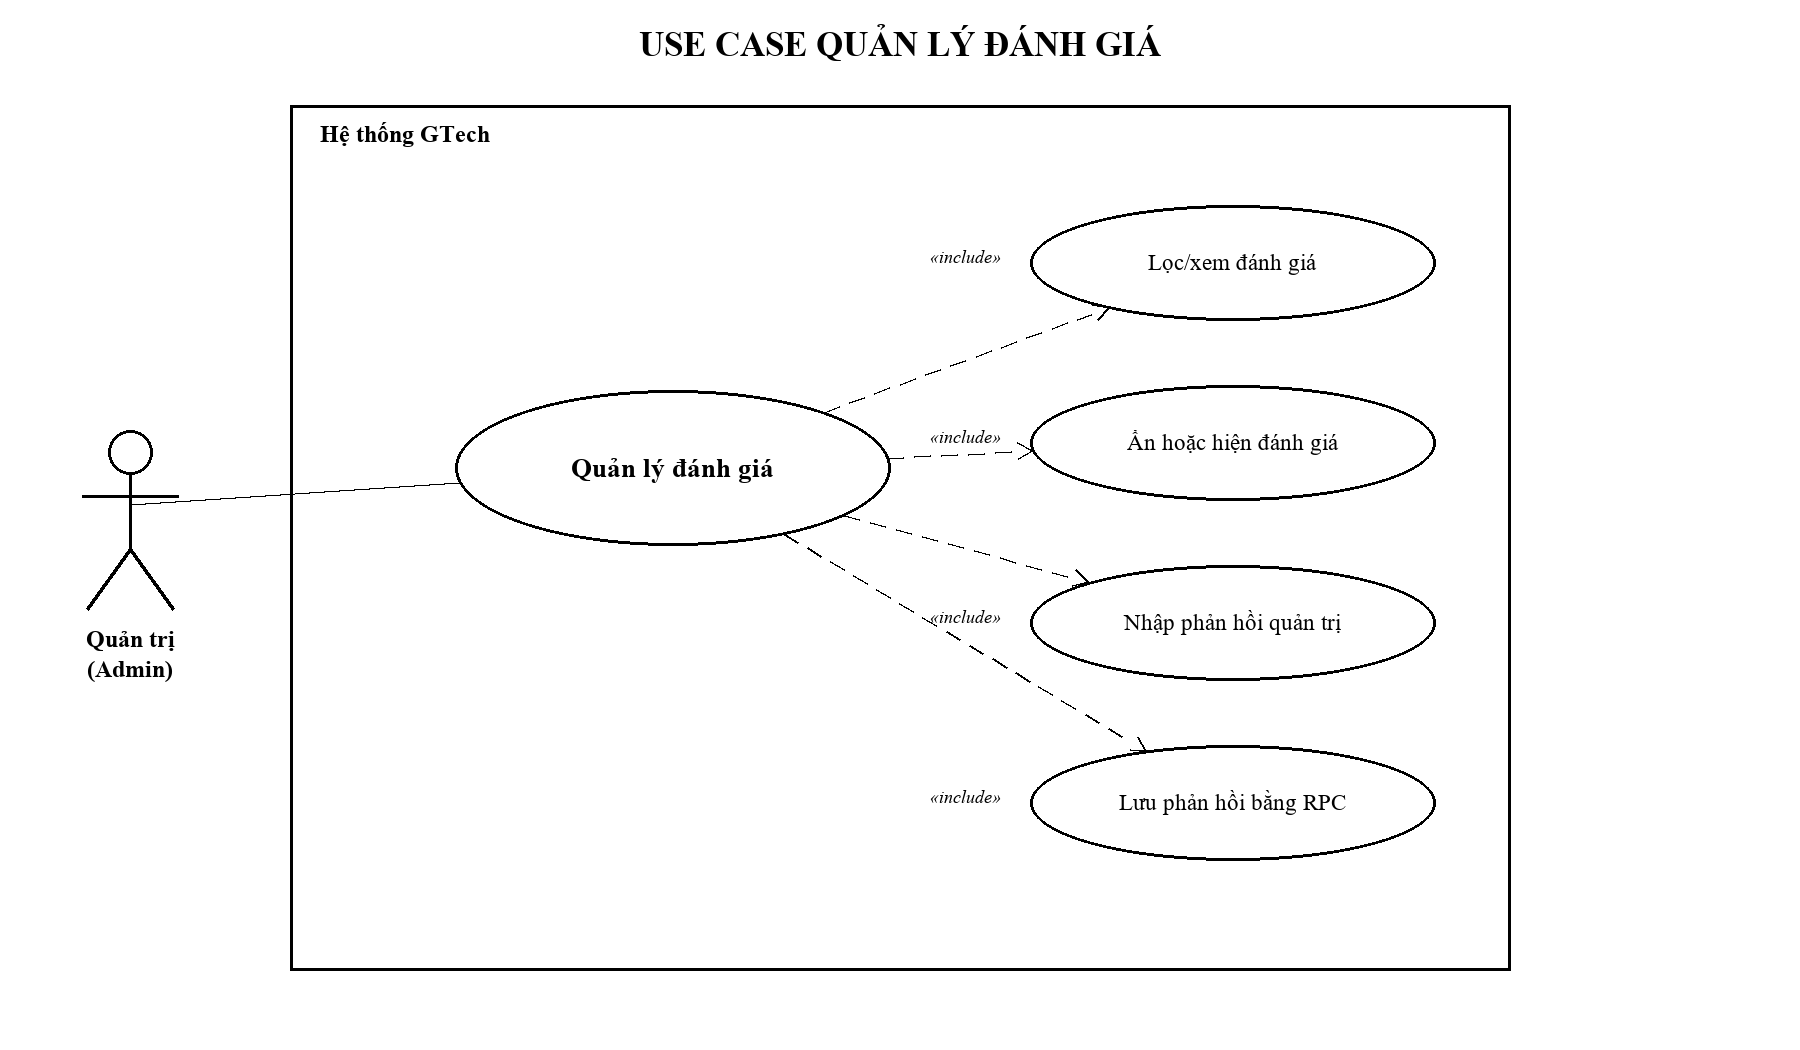 USE CASE QUẢN LÝ ĐÁNH GIÁ
Hệ thống GTech
«include»
Lọc/xem đánh giá
«include»
Ẩn hoặc hiện đánh giá
Quản lý đánh giá
«include»
Nhập phản hồi quản trị
Quản trị
(Admin)
«include»
Lưu phản hồi bằng RPC